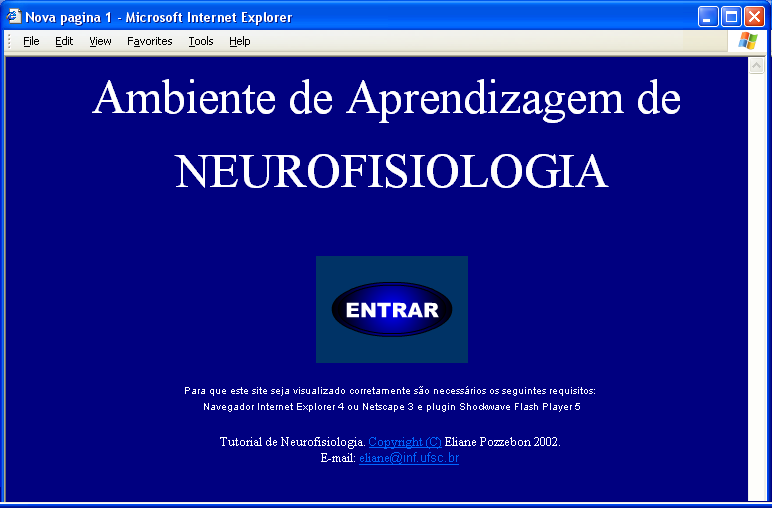 Nova pagina 1 - Microsoft Internet Explorer
File Edit View Favorites Tools Help
Ambiente de Aprendizagem de
NEUROFISIOLOGIA
ENTRAR
Para que este site seja visualizado corretamente são necessários os seguintes requisitos:
Navegador Internet Explorer 4 ou Netscape 3 e plugin Shockwave Flash Player 5
Tutorial de Neurofisiologia. Copyright (C) Eliane Pozzebon 2002.
E-mail: eliane@inf.ufsc.br